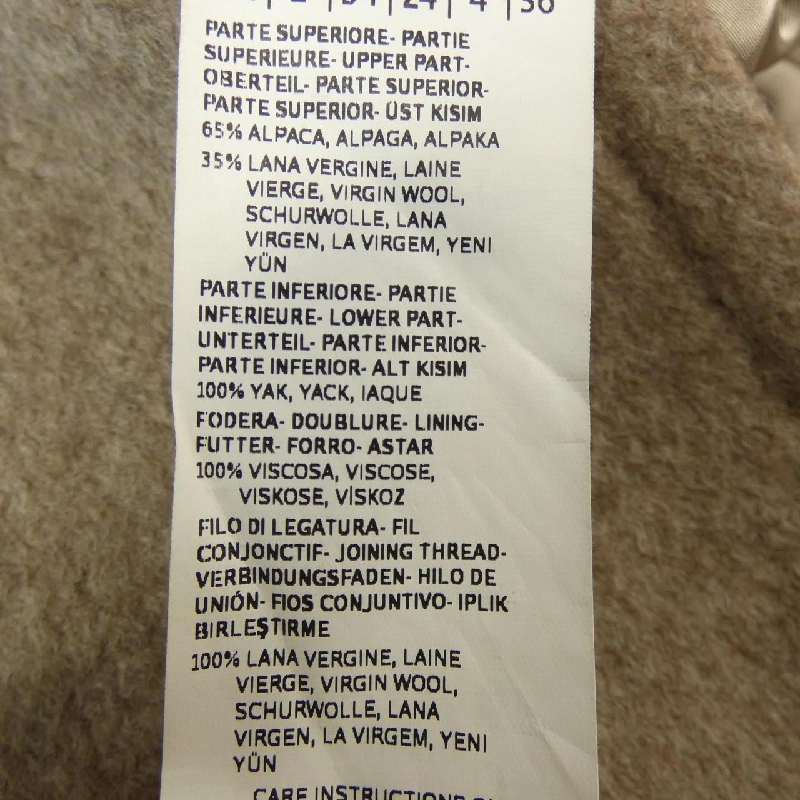 24 | 4 |
PARTE SUPERIORE- PARTIE
SUPERIEURE- UPPER PART-
OBERTEIL- PARTE SUPERIOR-
PARTE SUPERIOR- ÜST KISIM
65% ALPACA, ALPAGA, ALPAKA
35% LANA VERGINE, LAINE
VIERGE, VIRGIN WOOL,
SCHURWOLLE, LANA
VIRGEN, LA VIRGEM, YENI
YÜN
PARTE INFERIORE- PARTIE
INFERIEURE- LOWER PART-
UNTERTEIL- PARTE INFERIOR-
PARTE INFERIOR- ALT KISIM
100% YAK, YACK, IAQUE
FODERA- DOUBLURE- LINING-
FUTTER- FORRO- ASTAR
100% VISCOSA, VISCOSE,
VISKOSE, VİSKOZ
FILO DI LEGATURA- FIL
CONJONCTIF- JOINING THREAD-
VERBINDUNGSFADEN- HILO DE
UNIÓN- FIOS CONJUNTIVO- IPLIK
BIRLEŞTIRME
100% LANA VERGINE, LAINE
VIERGE, VIRGIN WOOL,
SCHURWOLLE, LANA
VIRGEN, LA VIRGEM, YENI
YÜN
CARE INSTRUCTIONS